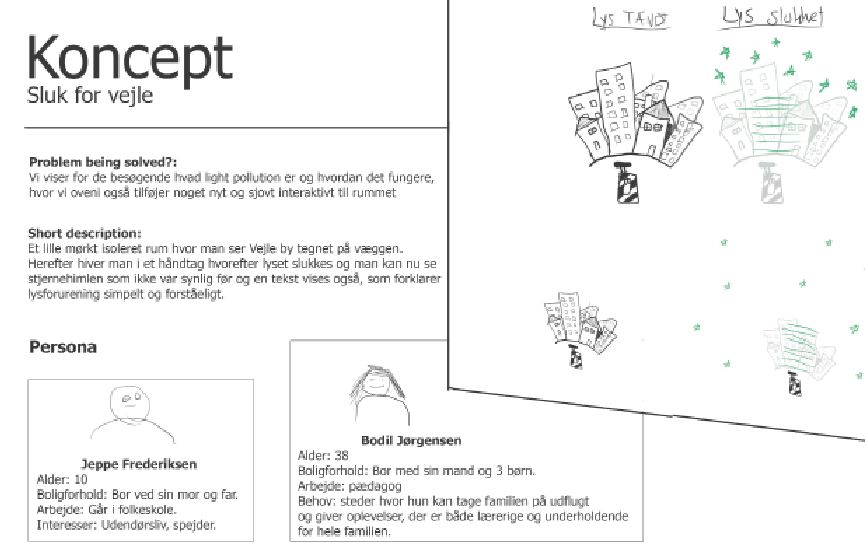 Koncept
Sluk for vejle
Problem being solved?:
Vi viser for de besøgende hvad light pollution er og hvordan det fungere,
hvor vi oveni også tilføjer noget nyt og sjovt interaktivt til rummet
Short description:
Et lille mørkt isoleret rum hvor man ser Vejle by tegnet på væggen.
Herefter hiver man i et håndtag hvorefter lyset slukkes og man kan nu se
stjernehimlen som ikke var synlig før og en tekst vises også, som forklarer
lysforurening simpelt og forståeligt.
Persona
Jeppe Frederiksen
Alder: 10
Boligforhold: Bor ved sin mor og far.
Arbejde: Går i folkeskole.
Interesser: Udendørsliv, spejder.
Bodil Jørgensen
Alder: 38
Boligforhold: Bor med sin mand og 3 børn.
Arbejde: pædagog
Behov: steder hvor hun kan tage familien på udflugt
og giver oplevelser, der er både lærerige og underholdende
for hele familien.
Lys TÆNDT
Lys slukket